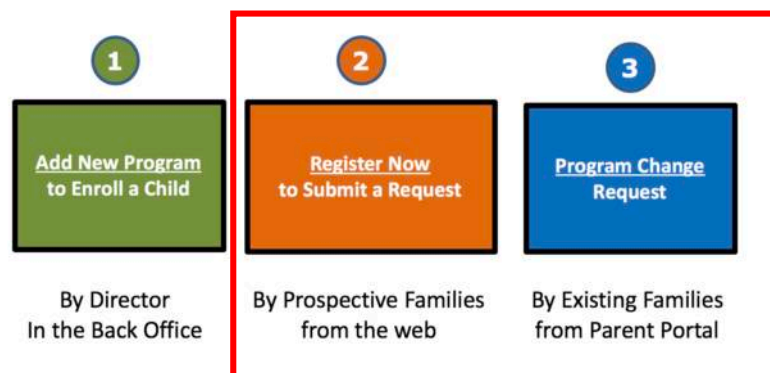 1
Add New Program
to Enroll a Child
By Director
In the Back Office
2
Register Now
to Submit a Request
By Prospective Families
from the web
3
Program Change
Request
By Existing Families
from Parent Portal